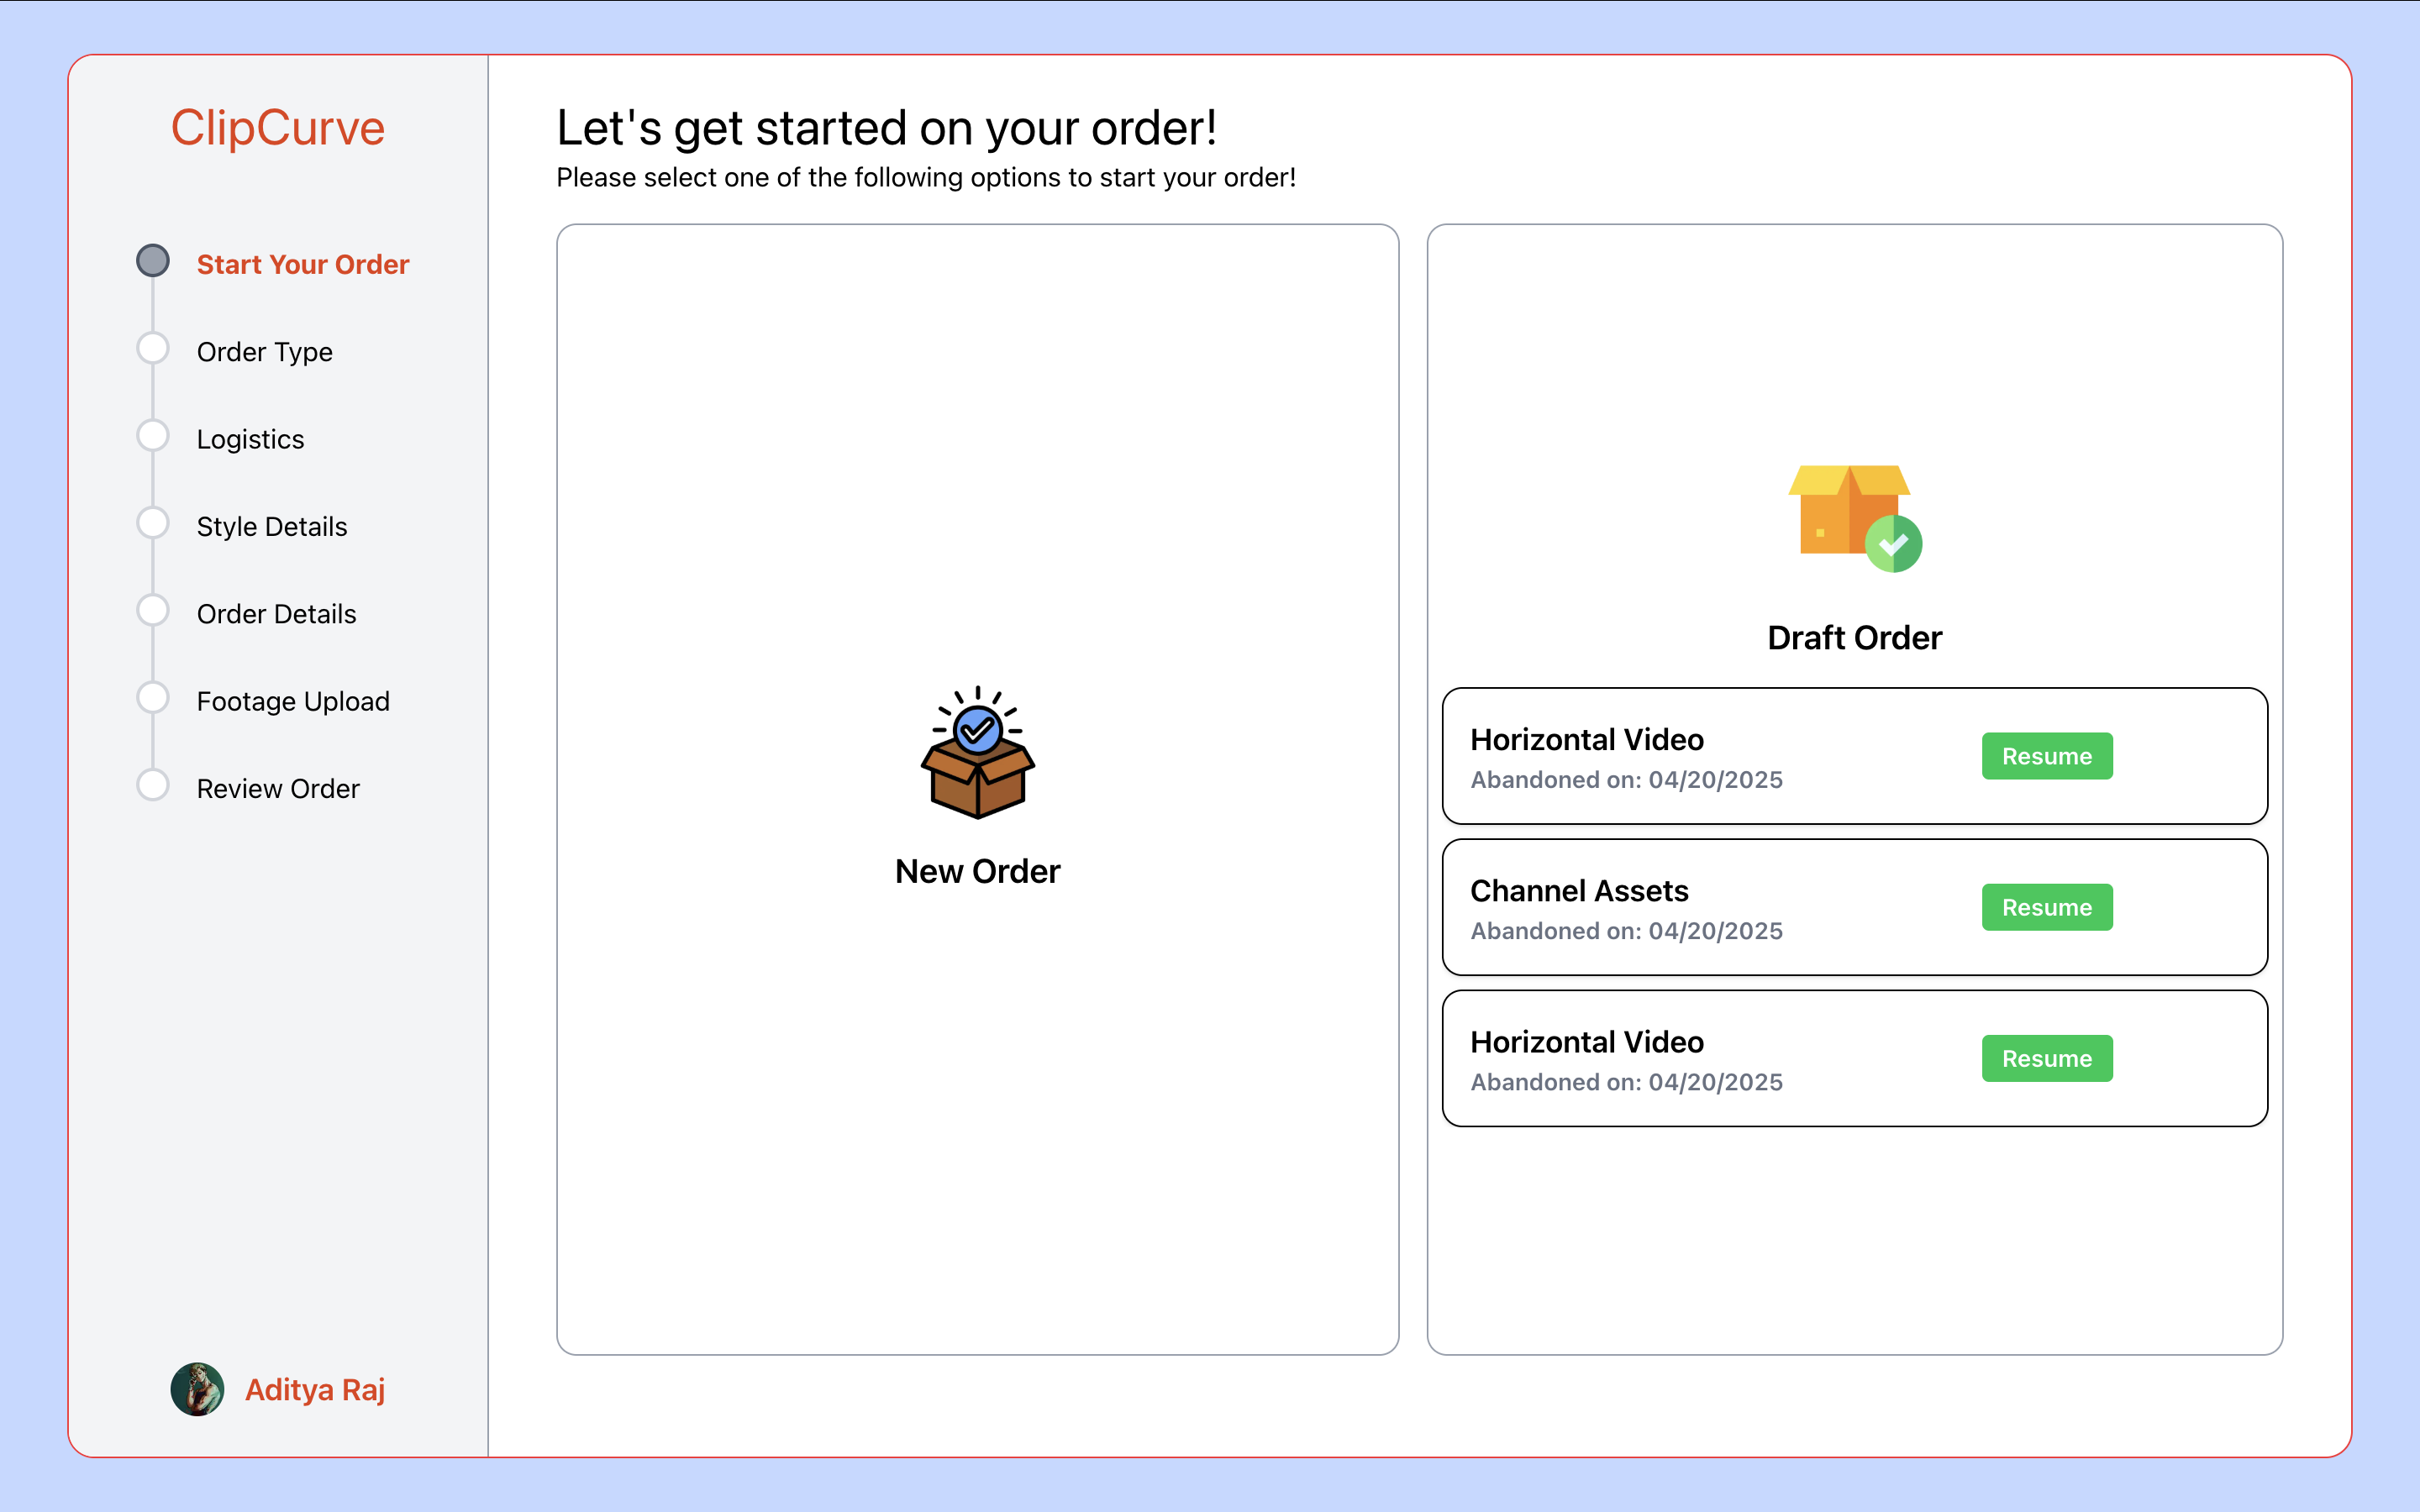 ClipCurve
Start Your Order
Order Type
Logistics
Style Details
Order Details
Footage Upload
Review Order
Aditya Raj
Let's get started on your order!
Please select one of the following options to start your order!
New Order
Draft Order
Horizontal Video
Abandoned on: 04/20/2025
Resume
Channel Assets
Abandoned on: 04/20/2025
Resume
Horizontal Video
Abandoned on: 04/20/2025
Resume